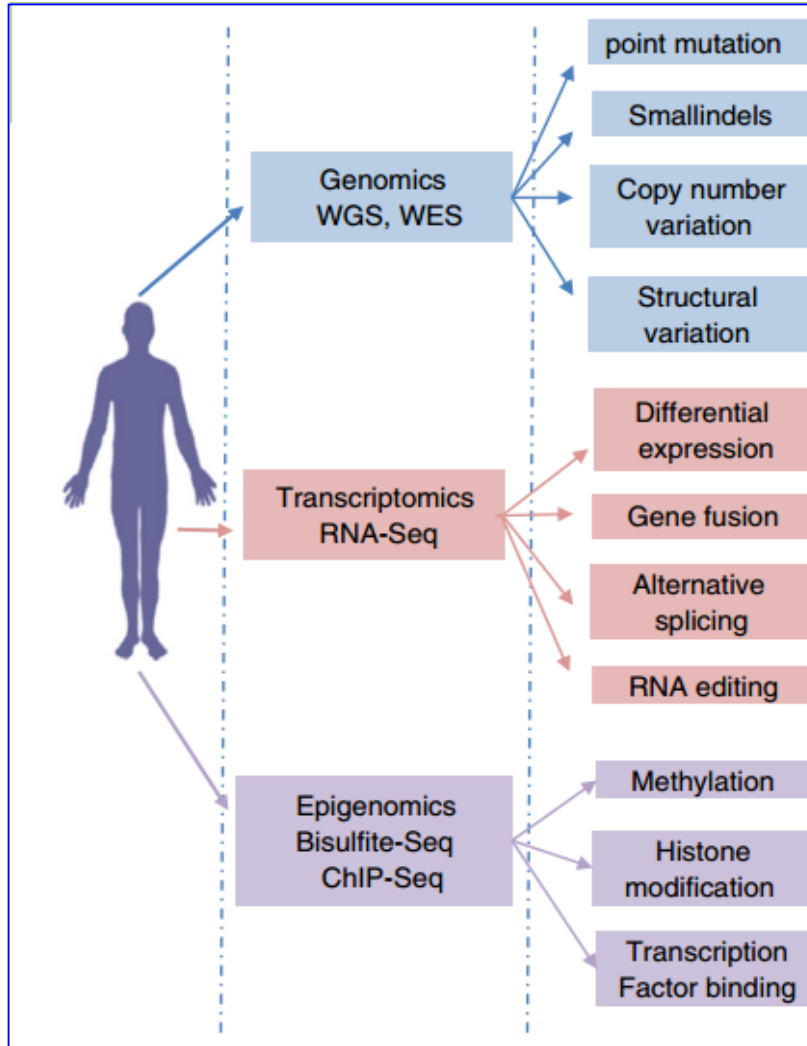 point mutation
Smallindels
Genomics
WGS, WES
Copy number
variation
Structural
variation
Differential
expression
Transcriptomics
RNA-Seq
Gene fusion
Alternative
splicing
RNA editing
Methylation
Epigenomics
Bisulfite-Seq
ChIP-Seq
Histone
modification
Transcription
Factor binding